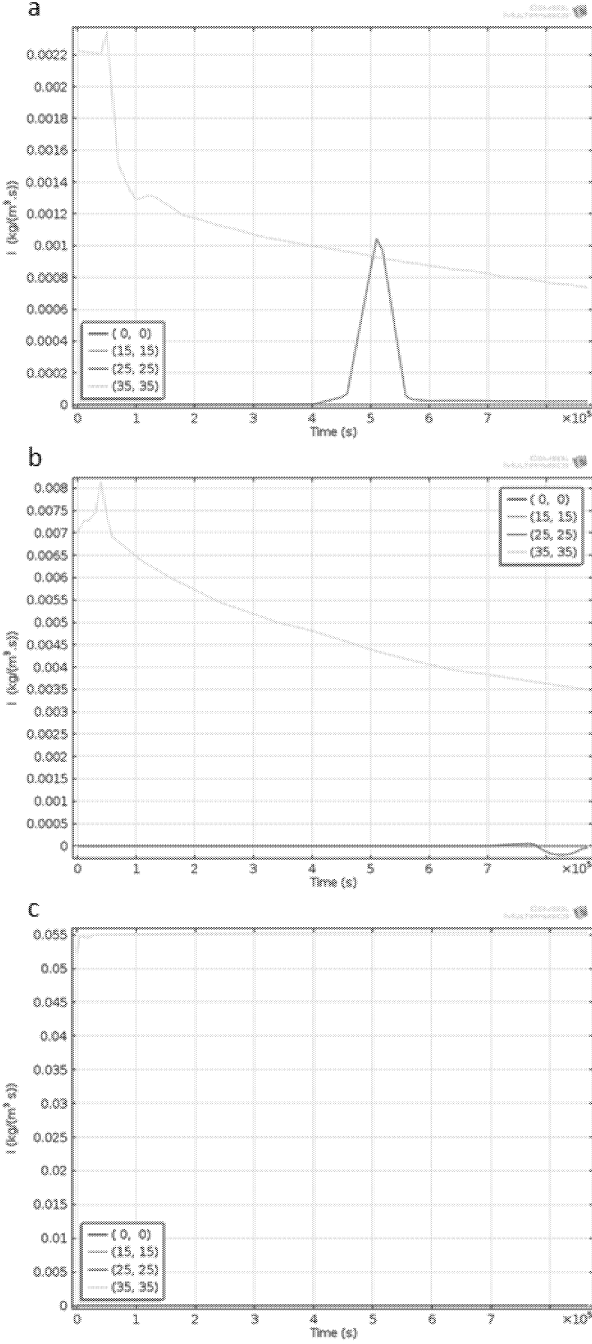 a
COMSOL
MULTIPHYSICS
0.0022
0.002
0.0018
0.0016
0.0014
0.0012
0.001
0.0008
0.0006
0.0004
0.0002
0
I (kg/(m³.s))
( 0, 0)
(15, 15)
(25, 25)
(35, 35)
0 1 2 3 4 5 6 7 ×10⁵
Time (s)
b
COMSOL
MULTIPHYSICS
0.008
0.0075
0.007
0.0065
0.006
0.0055
0.005
0.0045
0.004
0.0035
0.003
0.0025
0.002
0.0015
0.001
0.0005
0
I (kg/(m³.s))
( 0, 0)
(15, 15)
(25, 25)
(35, 35)
0 1 2 3 4 5 6 7 ×10⁵
Time (s)
c
COMSOL
MULTIPHYSICS
0.055
0.05
0.045
0.04
0.035
0.03
0.025
0.02
0.015
0.01
0.005
0
I (kg/(m³ s))
( 0, 0)
(15, 15)
(25, 25)
(35, 35)
0 1 2 3 4 5 6 7 ×10⁵
Time (s)